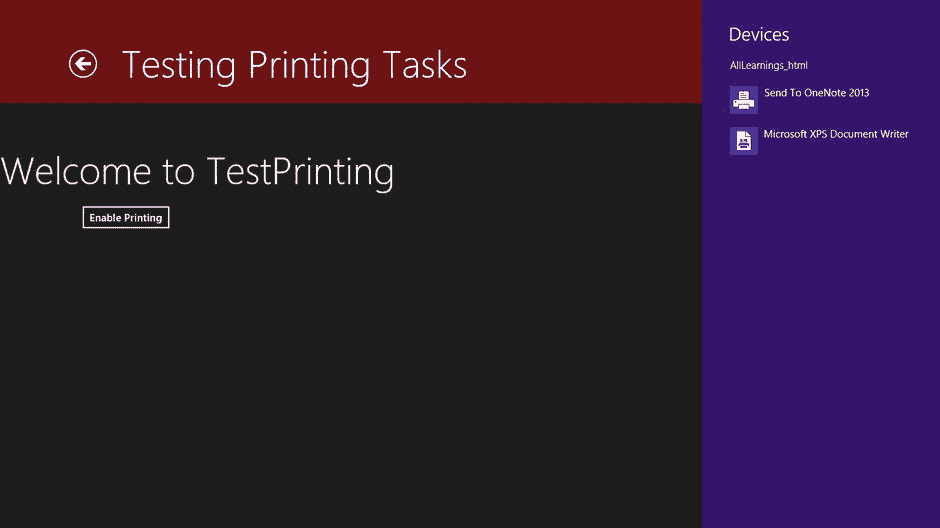 Testing Printing Tasks
Welcome to TestPrinting
Enable Printing
Devices
AllLearnings_html
Send To OneNote 2013
Microsoft XPS Document Writer